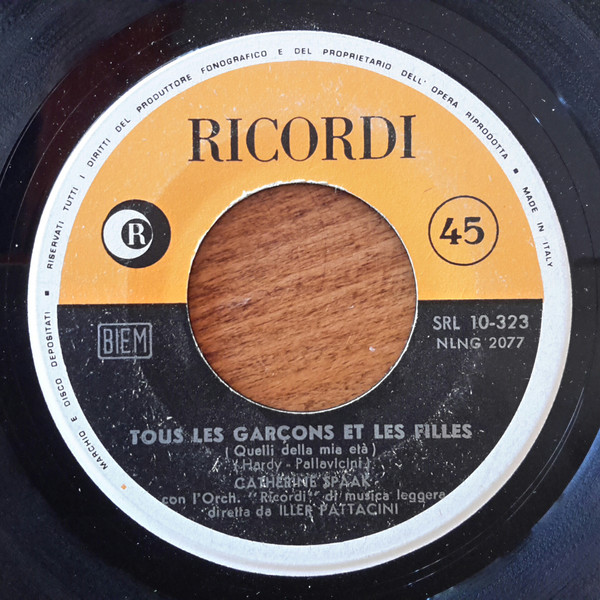 RISERVATI TUTTI I DIRITTI DEL PRODUTTORE FONOGRAFICO E DEL PROPRIETARIO DELL'OPERA RIPRODOTTA ▪ MADE IN ITALY
MARCHIO E DISCO DEPOSITATI ▪
RICORDI
R
45
BIEM
SRL 10-323
NLNG 2077
TOUS LES GARÇONS ET LES FILLES
(Quelli della mia età)
(Hardy - Pallavicini)
CATHERINE SPAAK
con l'Orch. "Ricordi" di musica leggera
diretta da ILLER PATTACINI